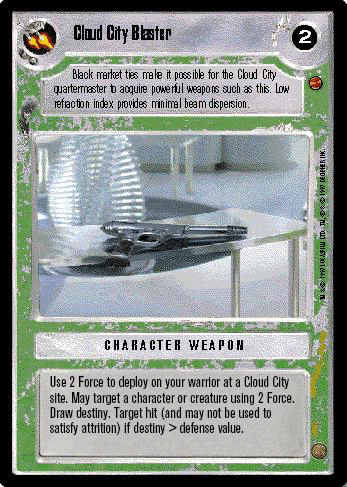 Cloud City Blaster
2
Black market ties make it possible for the Cloud City
quartermaster to acquire powerful weapons such as this. Low
refraction index provides minimal beam dispersion.
CHARACTER WEAPON
Use 2 Force to deploy on your warrior at a Cloud City
site. May target a character or creature using 2 Force.
Draw destiny. Target hit (and may not be used to
satisfy attrition) if destiny > defense value.